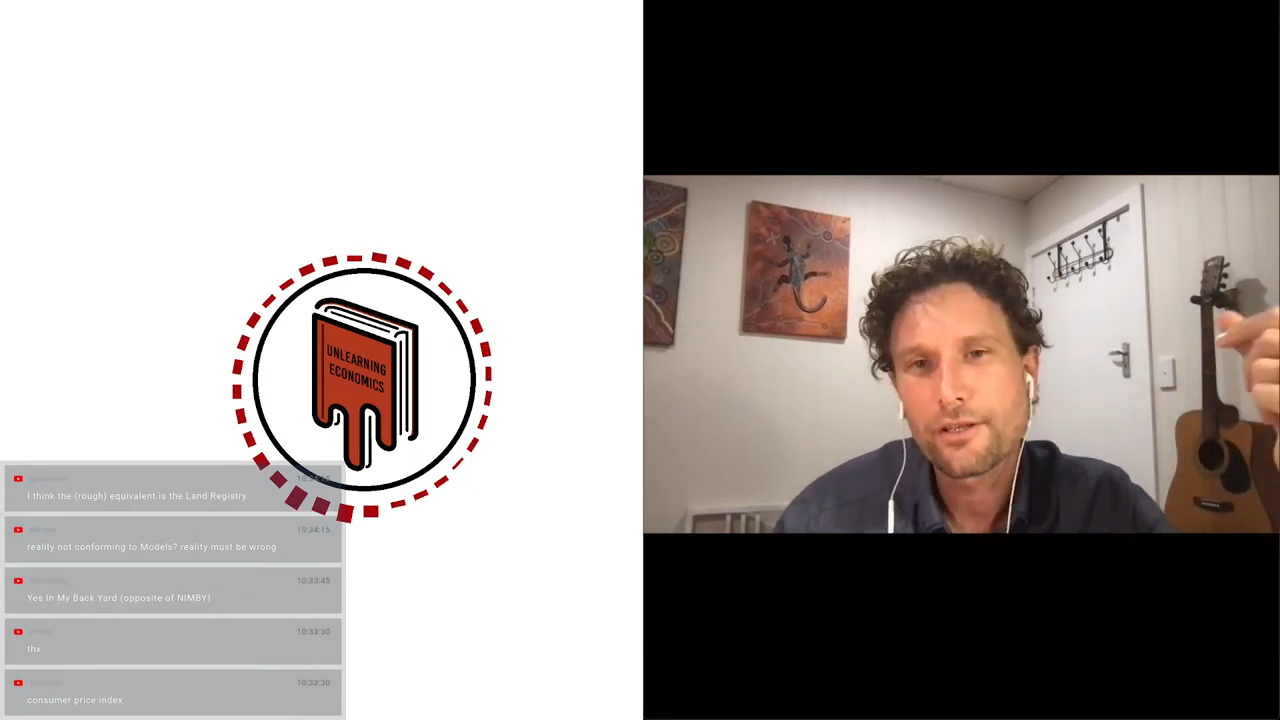 UNLEARNING
ECONOMICS
I think the (rough) equivalent is the Land Registry.
10:34:15
reality not conforming to Models? reality must be wrong
10:33:45
Yes In My Back Yard (opposite of NIMBY)
10:33:30
thx
10:33:30
consumer price index